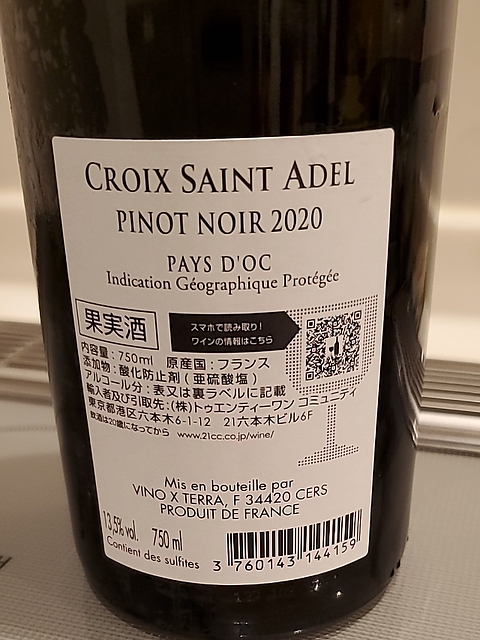 CROIX SAINT ADEL
PINOT NOIR 2020
PAYS D'OC
Indication Géographique Protégée
果実酒
スマホで読み取り!
ワインの情報はこちら
内容量:750ml 原産国:フランス
添加物:酸化防止剤(亜硫酸塩)
アルコール分:表又は裏ラベルに記載
輸入者及び引取先:(株)トゥエンティーワン コミュニティ
東京都港区六本木6-1-12 21六本木ビル6F
飲酒は20歳になってから www.21cc.co.jp/wine/
Mis en bouteille par
VINO X TERRA, F 34420 CERS
PRODUIT DE FRANCE
13,5% vol. 750 ml
Contient des sulfites
3 760143 144159